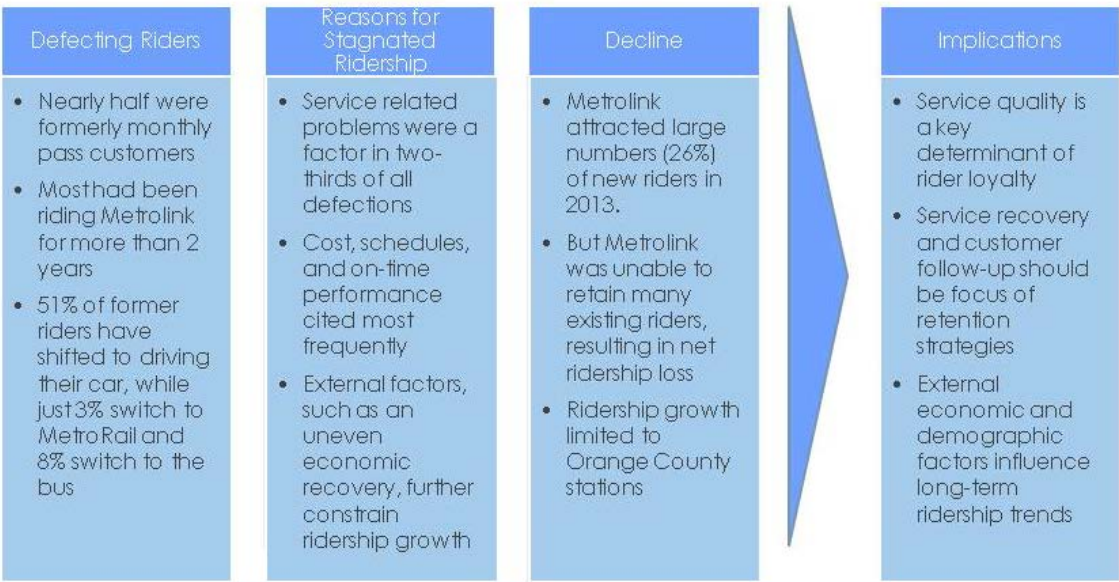 Defecting Riders
• Nearly half were
formerly monthly
pass customers
• Most had been
riding Metrolink
for more than 2
years
• 51% of former
riders have
shifted to driving
their car, while
just 3% switch to
MetroRail and
8% switch to the
bus
Reasons for
Stagnated
Ridership
• Service related
problems were a
factor in two-
thirds of all
defections
• Cost, schedules,
and on-time
performance
cited most
frequently
• External factors,
such as an
uneven
economic
recovery, further
constrain
ridership growth
Decline
• Metrolink
attracted large
numbers (26%)
of new riders in
2013.
• But Metrolink
was unable to
retain many
existing riders,
resulting in net
ridership loss
• Ridership growth
limited to
Orange County
stations
Implications
• Service quality is
a key
determinant of
rider loyalty
• Service recovery
and customer
follow-up should
be focus of
retention
strategies
• External
economic and
demographic
factors influence
long-term
ridership trends